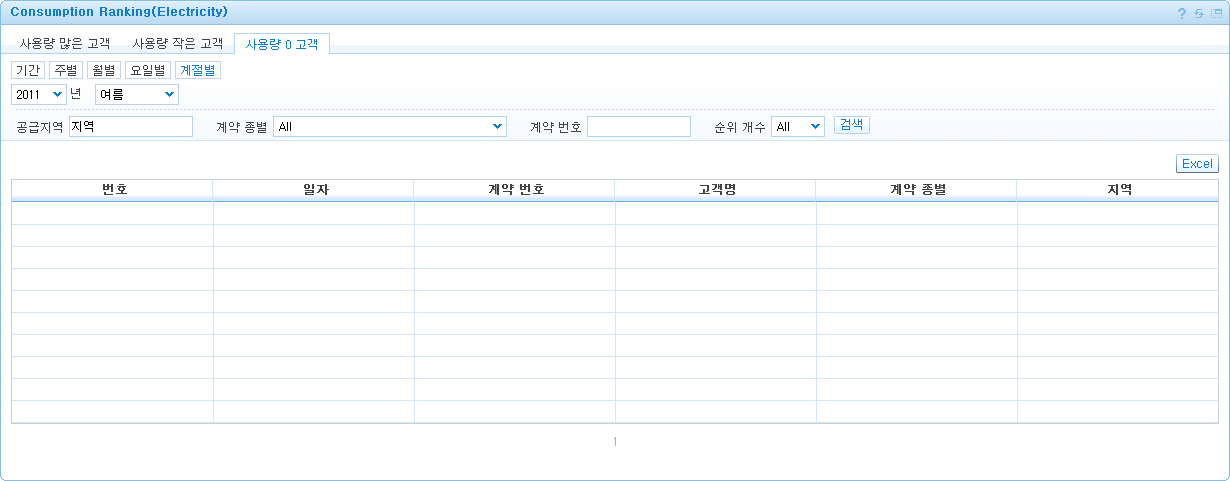 Consumption Ranking(Electricity) ?
사용량 많은 고객 사용량 작은 고객 사용량 0 고객
기간 주별 월별 요일별 계절별
2011 년 여름
공급지역 지역 계약 종별 All 계약 번호 순위 개수 All 검색
Excel
번호 일자 계약 번호 고객명 계약 종별 지역
1